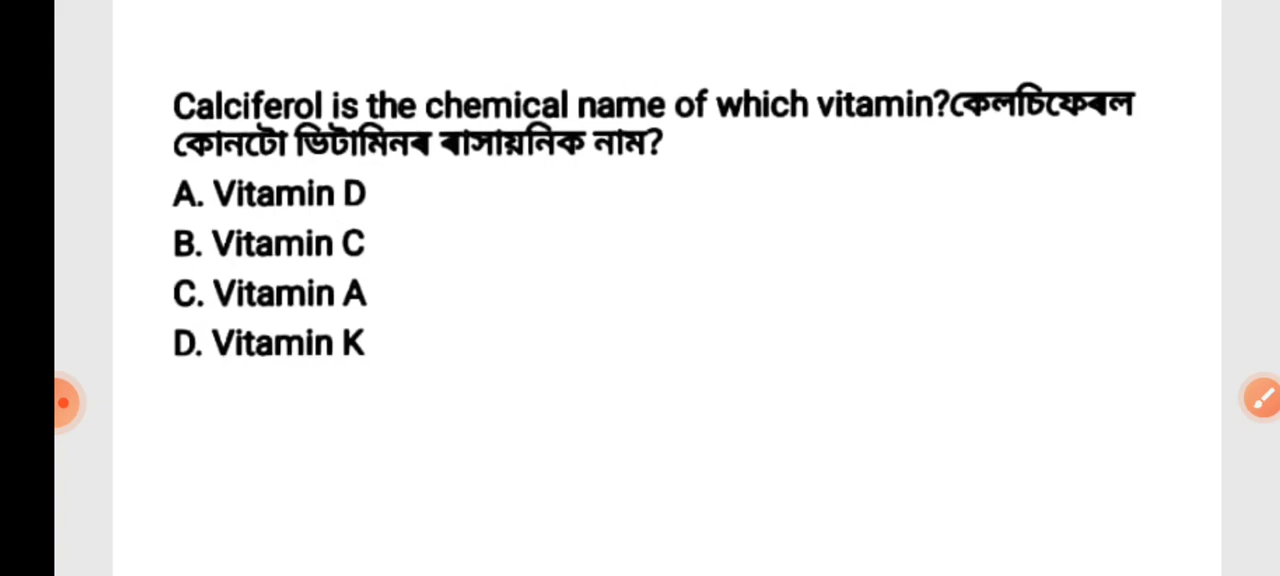 Calciferol is the chemical name of which vitamin?কেলচিফেৰল
কোনটো ভিটামিনৰ ৰাসায়নিক নাম?
A. Vitamin D
B. Vitamin C
C. Vitamin A
D. Vitamin K